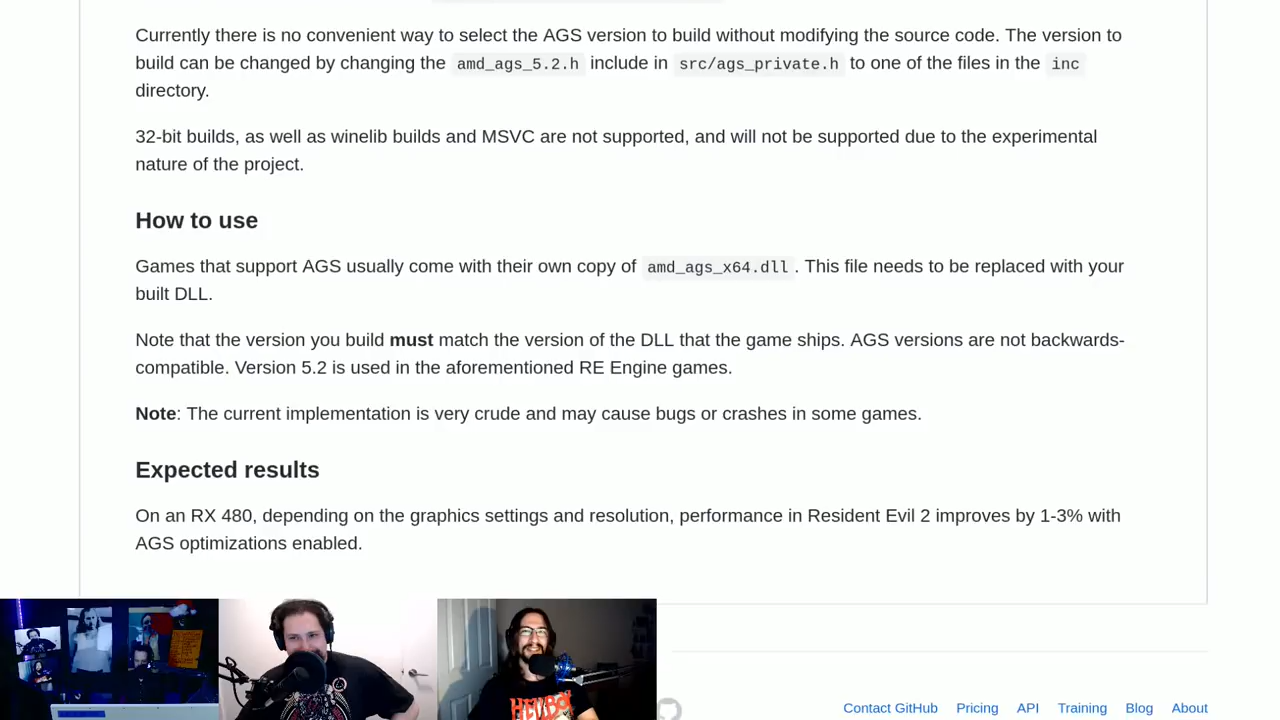 Currently there is no convenient way to select the AGS version to build without modifying the source code. The version to
build can be changed by changing the amd_ags_5.2.h include in src/ags_private.h to one of the files in the inc
directory.
32-bit builds, as well as winelib builds and MSVC are not supported, and will not be supported due to the experimental
nature of the project.
How to use
Games that support AGS usually come with their own copy of amd_ags_x64.dll . This file needs to be replaced with your
built DLL.
Note that the version you build must match the version of the DLL that the game ships. AGS versions are not backwards-
compatible. Version 5.2 is used in the aforementioned RE Engine games.
Note: The current implementation is very crude and may cause bugs or crashes in some games.
Expected results
On an RX 480, depending on the graphics settings and resolution, performance in Resident Evil 2 improves by 1-3% with
AGS optimizations enabled.
HELLBOY
Contact GitHub Pricing API Training Blog About